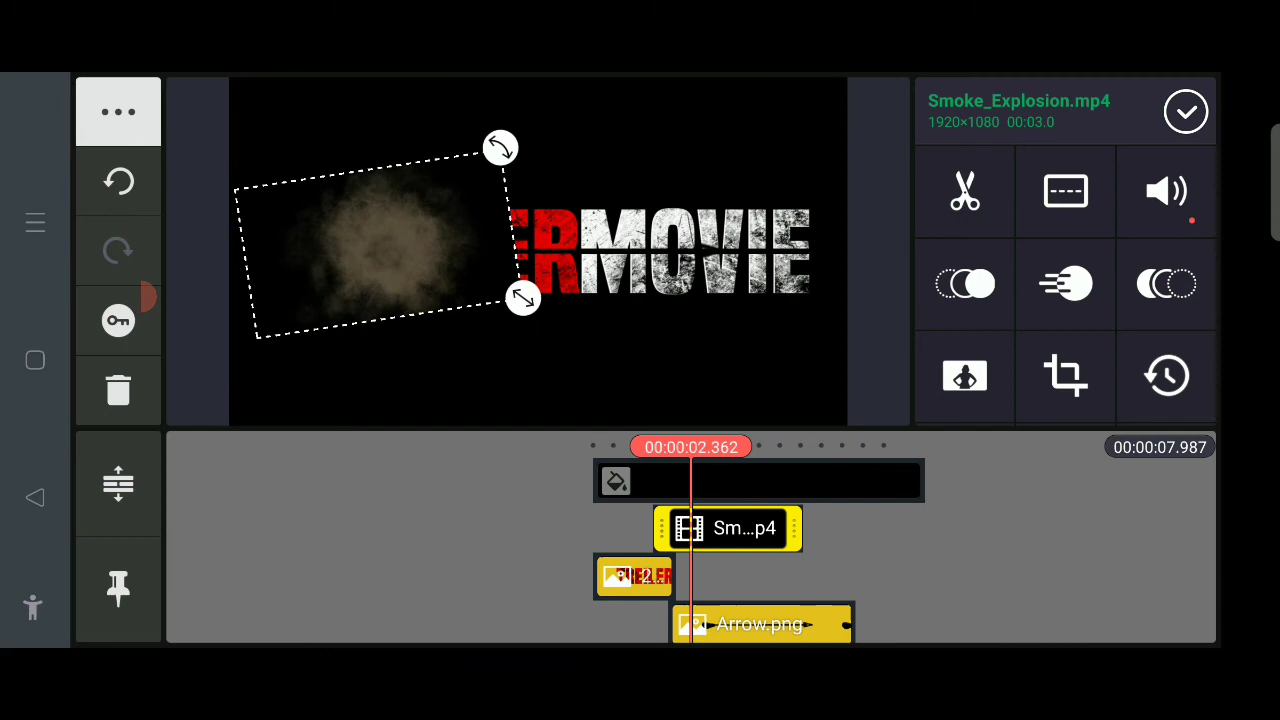 Smoke_Explosion.mp4
1920×1080 00:03.0
ERMOVIE
00:00:02.362
00:00:07.987
Sm...p4
2...
Arrow.png